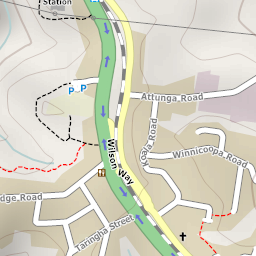 Station
P P
Attunga Road
Koala Road
Winnicoopa Road
Wilson Way
dge Road
Taringha Street